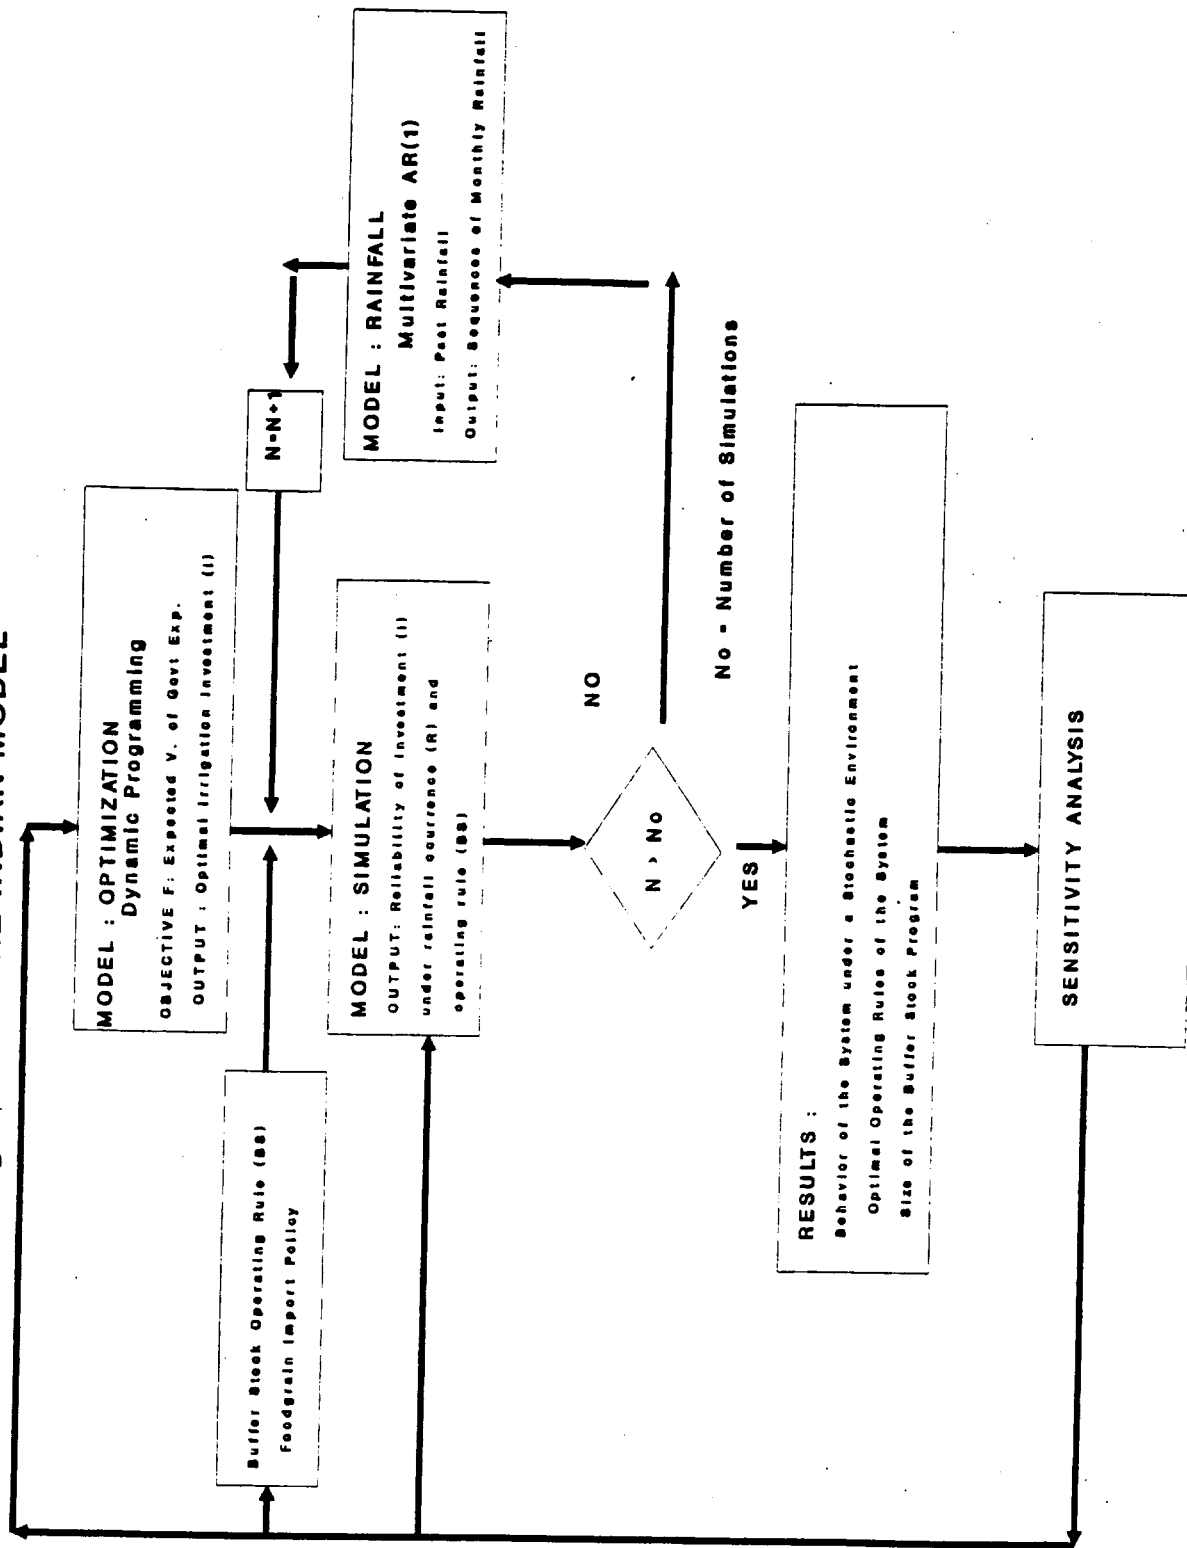 INDIAN MODEL
MODEL : OPTIMIZATION
Dynamic Programming
OBJECTIVE F: Expected V. of Govt Exp.
OUTPUT : Optimal Irrigation Investment (I)
Buffer Stock Operating Rule (BS)
Foodgrain Import Policy
N=N+1
MODEL : SIMULATION
OUTPUT: Reliability of Investment (I)
under rainfall ocurrence (R) and
operating rule (BS)
MODEL : RAINFALL
Multivariate AR(1)
Input: Past Rainfall
Output: Sequences of Monthly Rainfall
N > No
NO
YES
No = Number of Simulations
RESULTS :
Behavior of the System under a Stochastic Environment
Optimal Operating Rules of the System
Size of the Buffer Stock Program
SENSITIVITY ANALYSIS